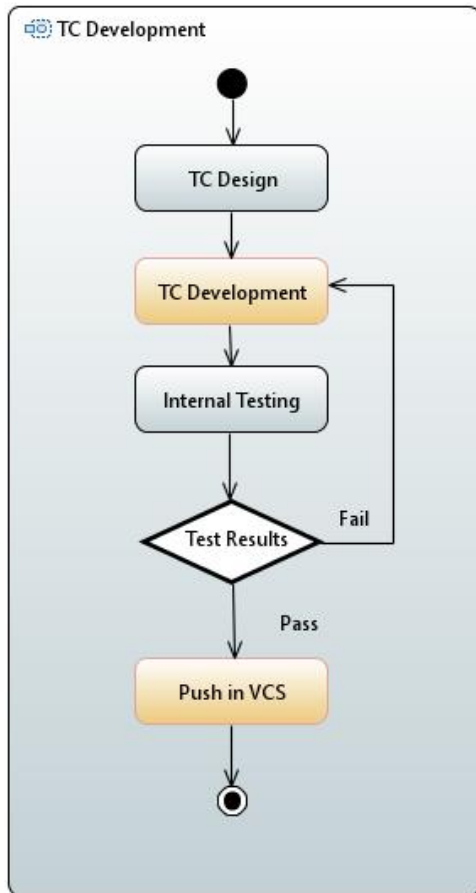 TC Development
TC Design
TC Development
Internal Testing
Test Results
Fail
Pass
Push in VCS